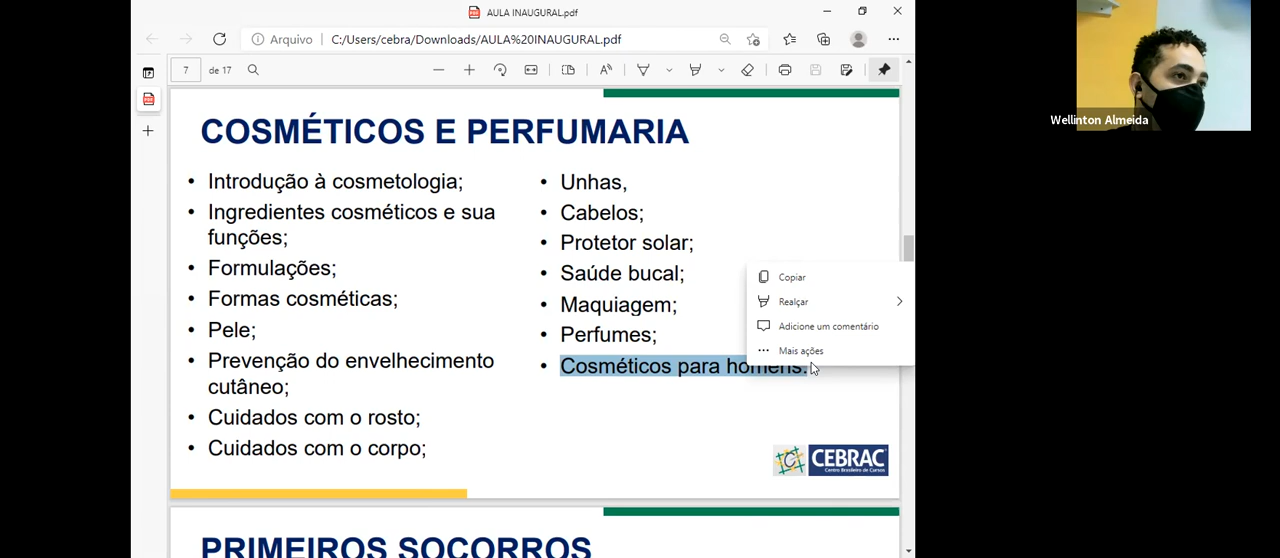 AULA INAUGURAL.pdf
Arquivo
C:/Users/cebra/Downloads/AULA%20INAUGURAL.pdf
7 de 17
COSMÉTICOS E PERFUMARIA
• Introdução à cosmetologia;
• Ingredientes cosméticos e sua
funções;
• Formulações;
• Formas cosméticas;
• Pele;
• Prevenção do envelhecimento
cutâneo;
• Cuidados com o rosto;
• Cuidados com o corpo;
• Unhas,
• Cabelos;
• Protetor solar;
• Saúde bucal;
• Maquiagem;
• Perfumes;
• Cosméticos para homens.
Copiar
Realçar
Adicione um comentário
Mais ações
CEBRAC
Centro Brasileiro de Cursos
PRIMEIROS SOCORROS
Wellinton Almeida